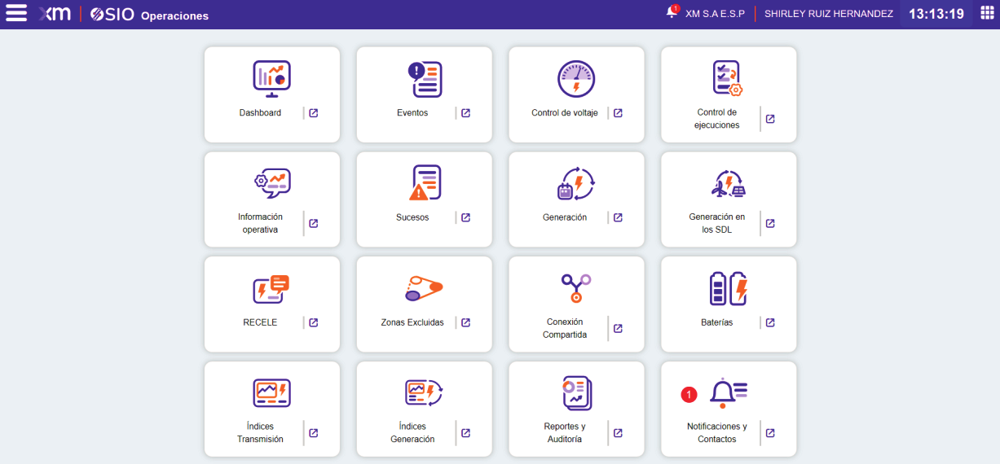 xm OSIO Operaciones 1 XM S.A E.S.P SHIRLEY RUIZ HERNANDEZ 13:13:19
Dashboard
Eventos
Control de voltaje
Control de
ejecuciones
Información
operativa
Sucesos
Generación
Generación en
los SDL
RECELE
Zonas Excluidas
Conexión
Compartida
Baterías
Índices
Transmisión
Índices
Generación
Reportes y
Auditoría
1
Notificaciones y
Contactos